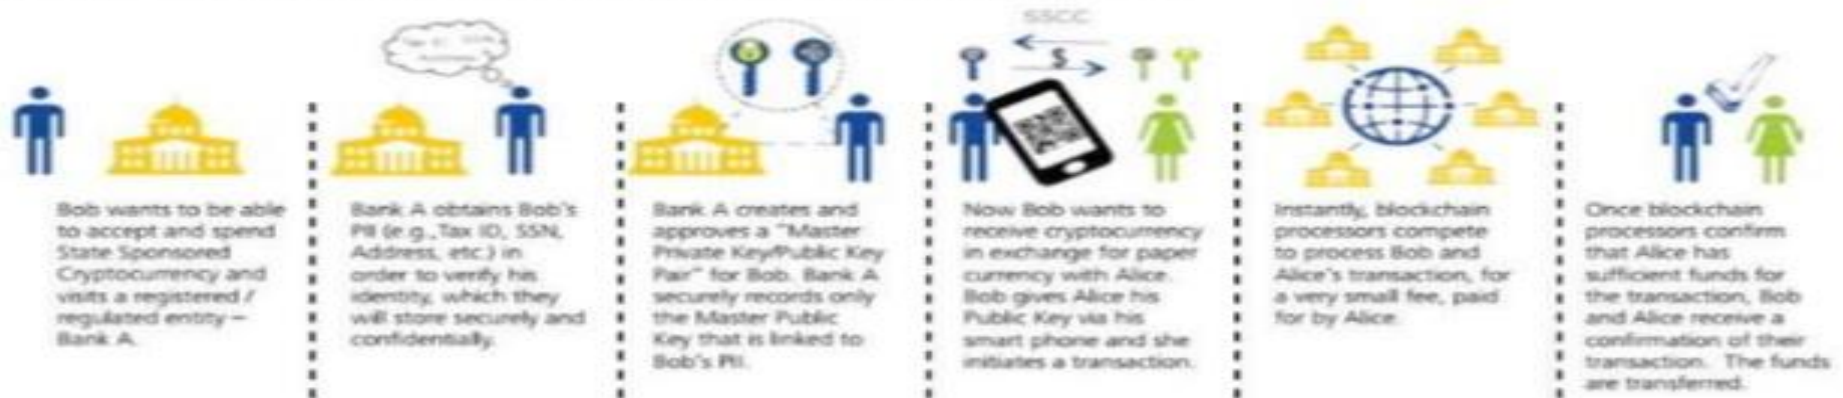 Bob wants to be able
to accept and spend
State Sponsored
Cryptocurrency and
visits a registered /
regulated entity –
Bank A.
Bank A obtains Bob's
PII (e.g., Tax ID, SSN,
Address, etc.) in
order to verify his
identity, which they
will store securely and
confidentially.
Bank A creates and
approves a "Master
Private Key/Public Key
Pair" for Bob. Bank A
securely records only
the Master Public
Key that is linked to
Bob's PII.
SSCC
$
Now Bob wants to
receive cryptocurrency
in exchange for paper
currency with Alice.
Bob gives Alice his
Public Key via his
smart phone and she
initiates a transaction.
Instantly, blockchain
processors compete
to process Bob and
Alice's transaction, for
a very small fee, paid
for by Alice.
Once blockchain
processors confirm
that Alice has
sufficient funds for
the transaction, Bob
and Alice receive a
confirmation of their
transaction. The funds
are transferred.